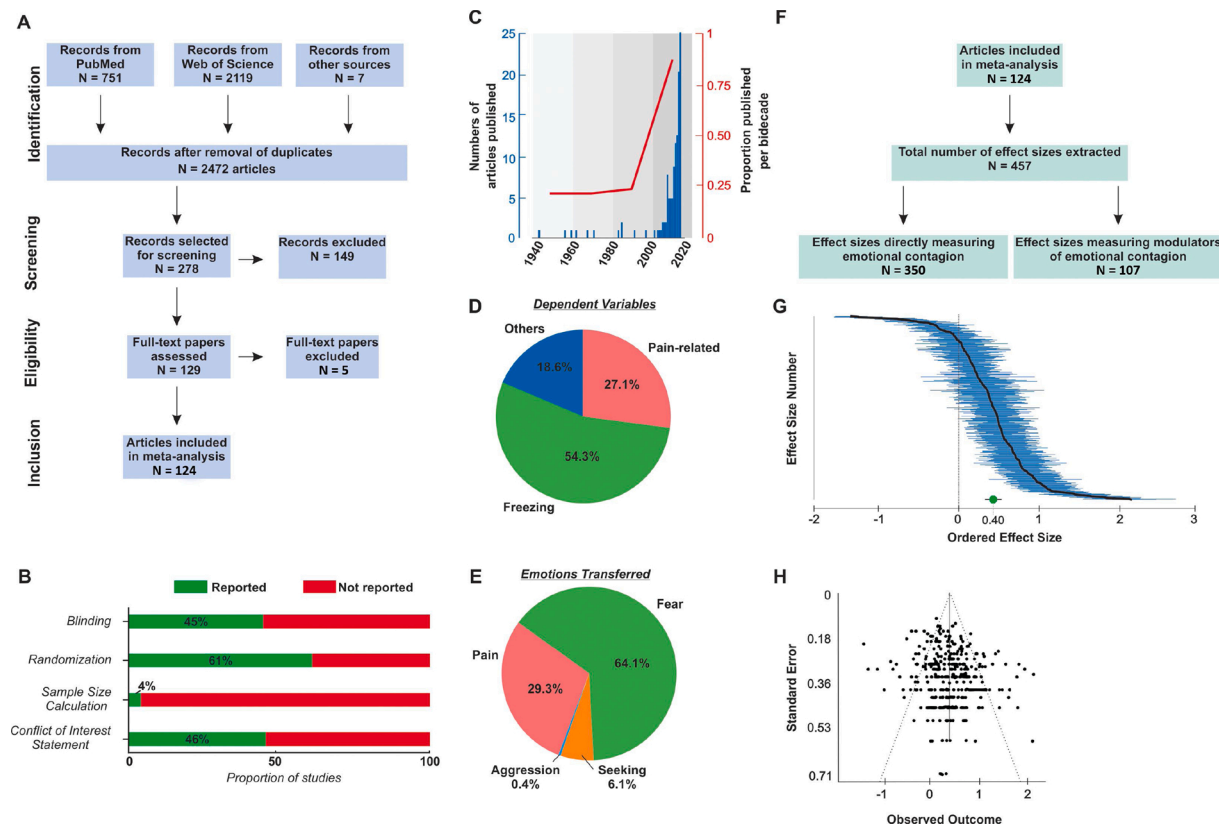 A
Records from
PubMed
N = 751
Records from
Web of Science
N = 2119
Records from
other sources
N = 7
Identification
Records after removal of duplicates
N = 2472 articles
Screening
Records selected
for screening
N = 278
Records excluded
N = 149
Eligibility
Full-text papers
assessed
N = 129
Full-text papers
excluded
N = 5
Inclusion
Articles included
in meta-analysis
N = 124
B
Reported
Not reported
Blinding
45%
Randomization
61%
Sample Size
Calculation
4%
Conflict of Interest
Statement
46%
0
100
Proportion of studies
C
Numbers of
articles published
25
20
15
10
5
0
1940
1960
1980
2000
2020
1
0.75
0.50
0.25
0
Proportion published
per bidecade
D
Dependent Variables
Others
18.6%
Pain-related
27.1%
54.3%
Freezing
E
Emotions Transferred
Fear
64.1%
Pain
29.3%
Aggression
0.4%
Seeking
6.1%
F
Articles included
in meta-analysis
N = 124
Total number of effect sizes extracted
N = 457
Effect sizes directly measuring
emotional contagion
N = 350
Effect sizes measuring modulators
of emotional contagion
N = 107
G
Effect Size Number
-2
-1
0
0.40
1
2
3
Ordered Effect Size
H
Standard Error
0
0.18
0.36
0.53
0.71
-1
0
1
2
Observed Outcome